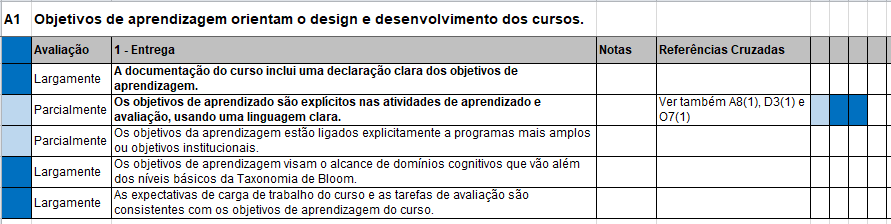 A1 Objetivos de aprendizagem orientam o design e desenvolvimento dos cursos.
Avaliação 1 - Entrega Notas Referências Cruzadas
Largamente A documentação do curso inclui uma declaração clara dos objetivos de
aprendizagem.
Parcialmente Os objetivos de aprendizado são explícitos nas atividades de aprendizado e
avaliação, usando uma linguagem clara.
Ver também A8(1), D3(1) e
O7(1)
Parcialmente Os objetivos da aprendizagem estão ligados explicitamente a programas mais amplos
ou objetivos institucionais.
Largamente Os objetivos de aprendizagem visam o alcance de domínios cognitivos que vão além
dos níveis básicos da Taxonomia de Bloom.
Largamente As expectativas de carga de trabalho do curso e as tarefas de avaliação são
consistentes com os objetivos de aprendizagem do curso.